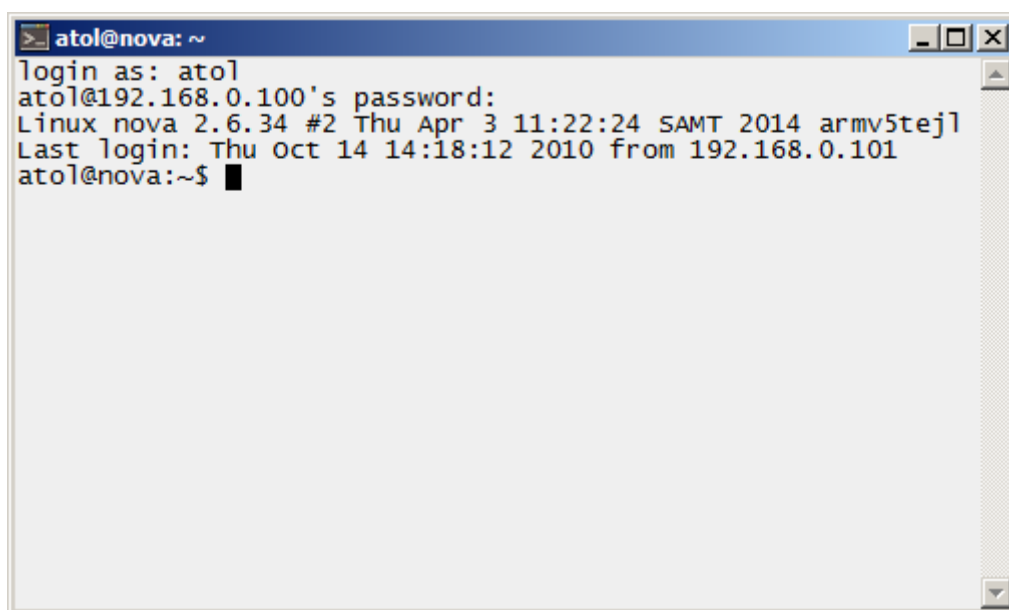 atol@nova: ~
login as: atol
atol@192.168.0.100's password:
Linux nova 2.6.34 #2 Thu Apr 3 11:22:24 SAMT 2014 armv5tejl
Last login: Thu Oct 14 14:18:12 2010 from 192.168.0.101
atol@nova:~$